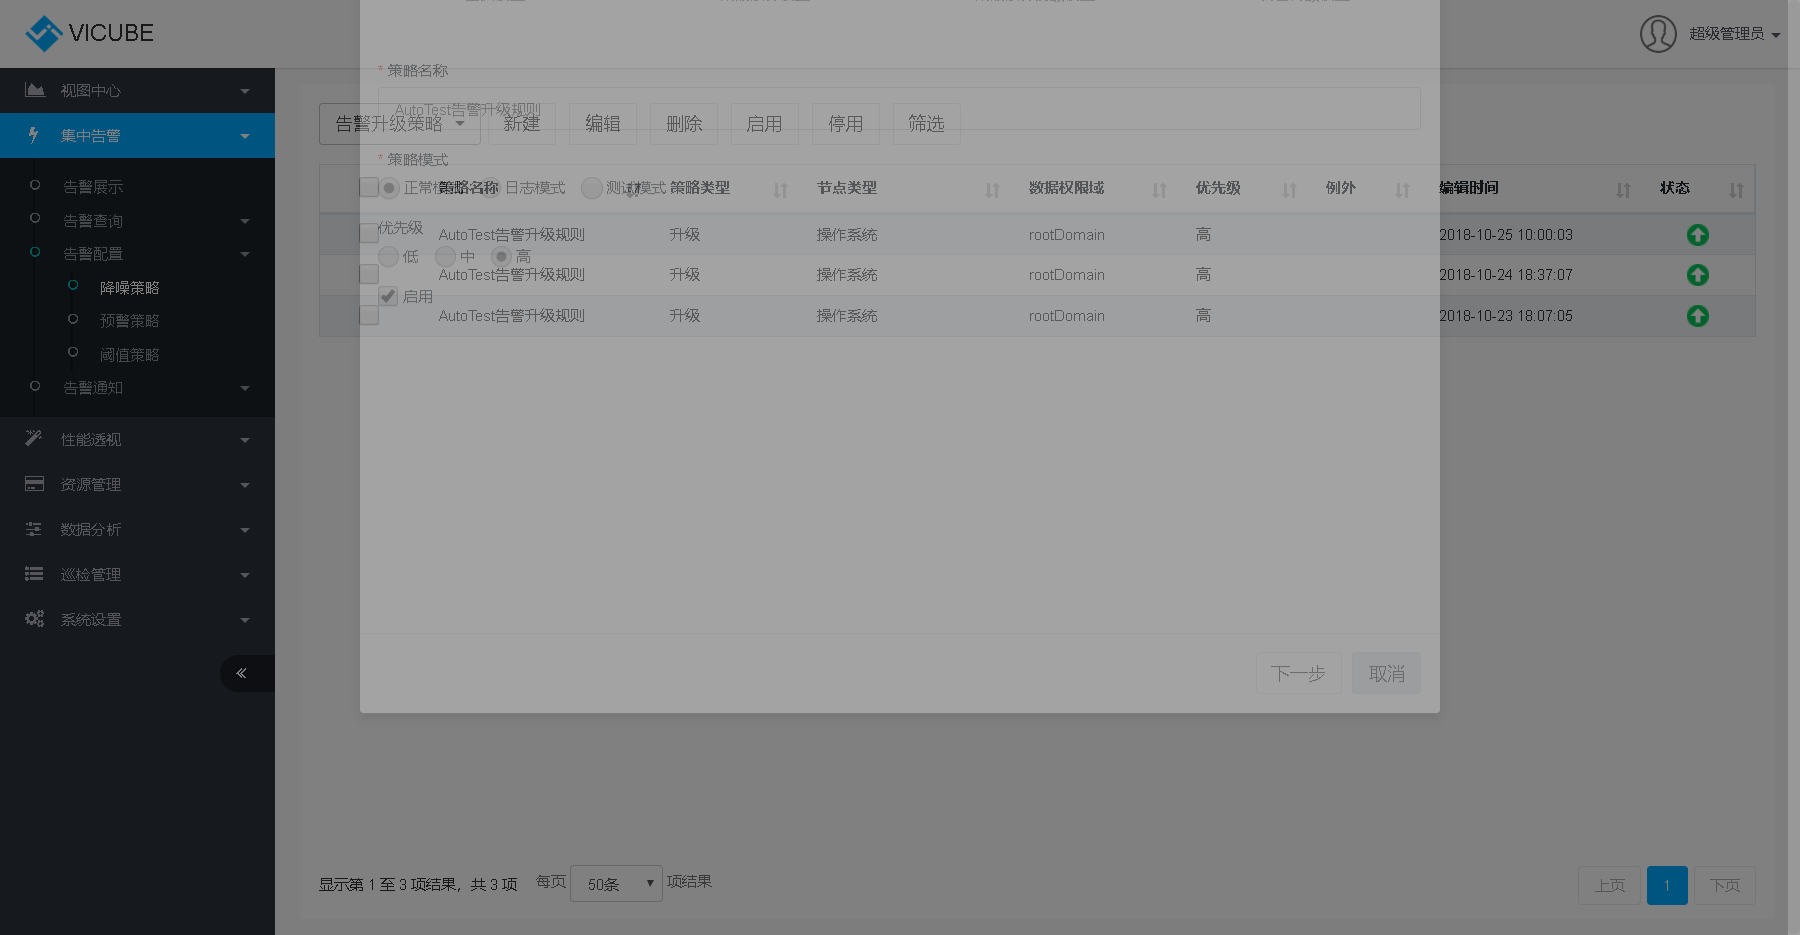 VICUBE
超级管理员
视图中心
集中告警
告警展示
告警查询
告警配置
降噪策略
预警策略
阈值策略
告警通知
性能透视
资源管理
数据分析
巡检管理
系统设置
* 策略名称
AutoTest告警升级规则
告警升级策略 新建 编辑 删除 启用 停用 筛选
* 策略模式
日志模式 测试模式
策略名称 策略类型 节点类型 数据权限域 优先级 例外 编辑时间 状态
优先级
AutoTest告警升级规则 升级 操作系统 rootDomain 高 2018-10-25 10:00:03
低 中 高
AutoTest告警升级规则 升级 操作系统 rootDomain 高 2018-10-24 18:37:07
启用
AutoTest告警升级规则 升级 操作系统 rootDomain 高 2018-10-23 18:07:05
下一步 取消
显示第 1 至 3 项结果，共 3 项 每页 50条 项结果
上页 1 下页